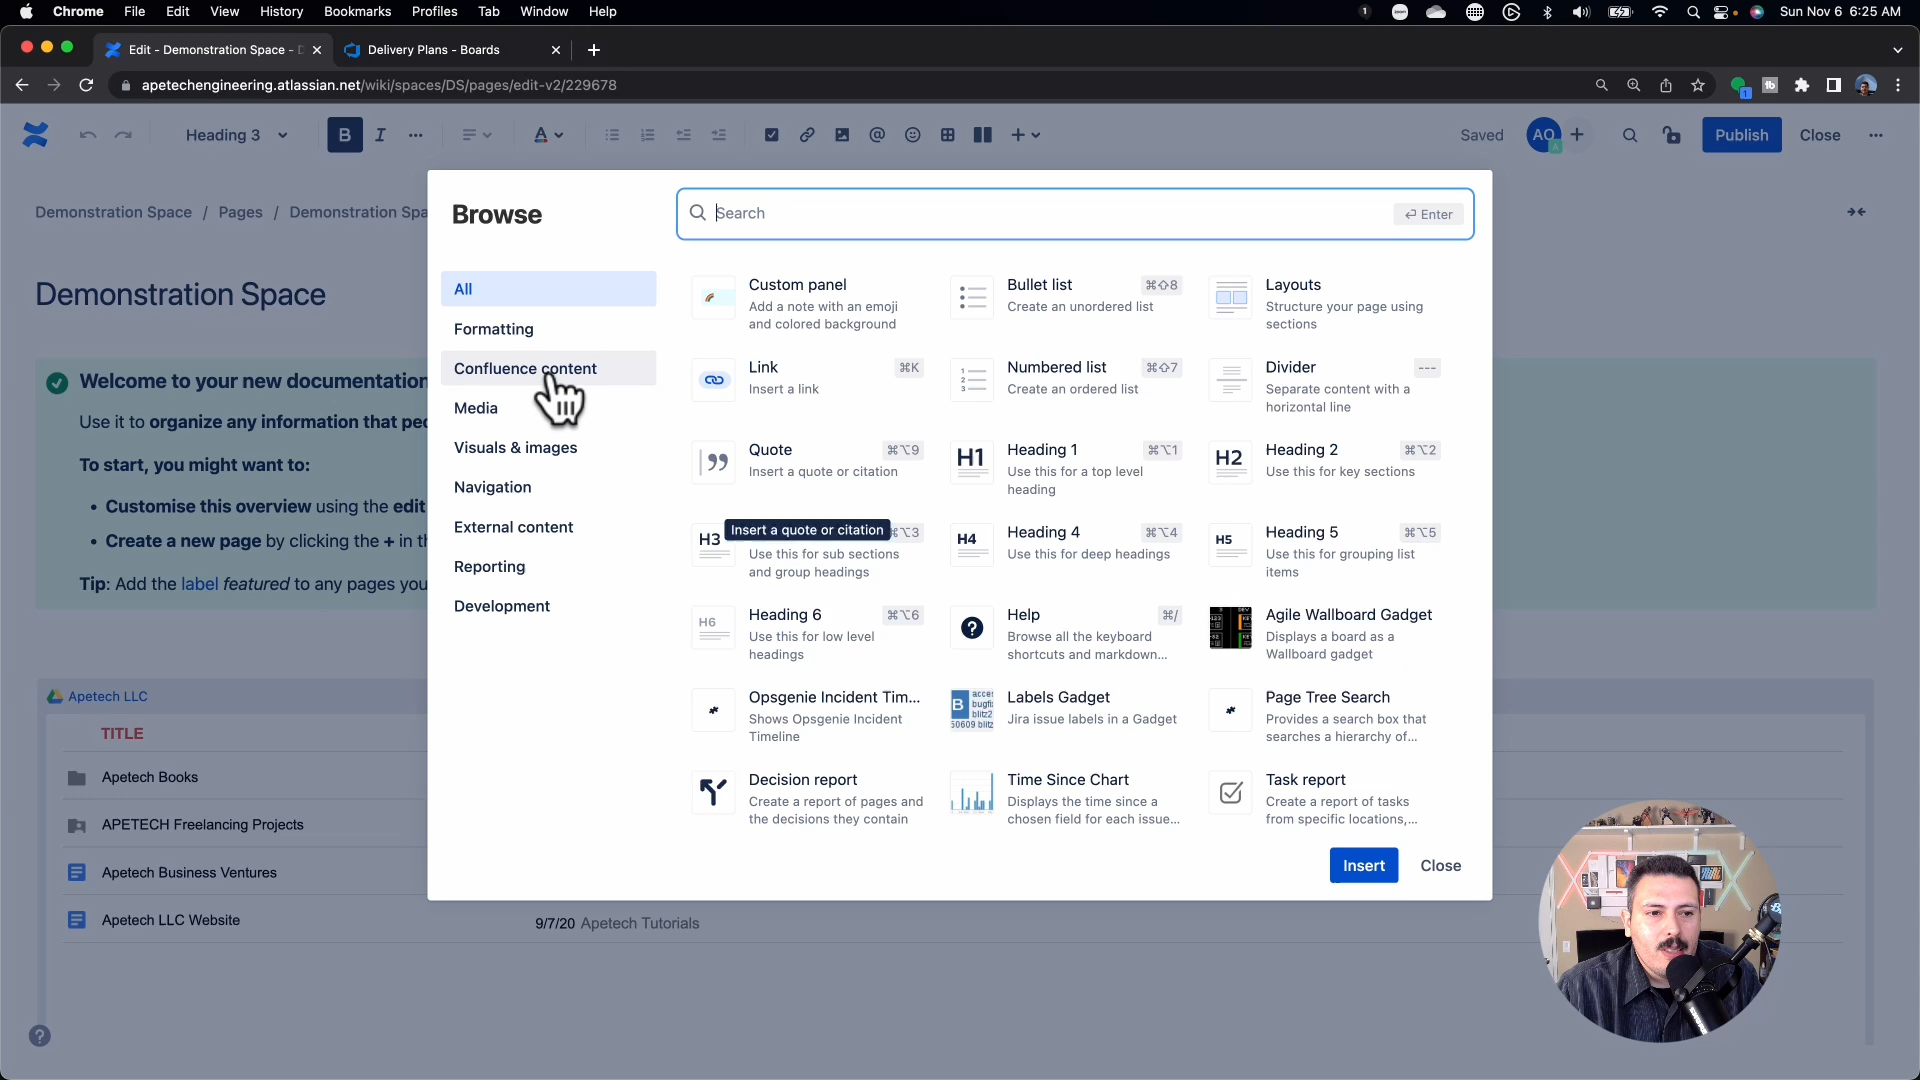 Chrome File Edit View History Bookmarks Profiles Tab Window Help
1 zoom Sun Nov 6 6:25 AM
Edit - Demonstration Space - Delivery Plans - Boards
apetechengineering.atlassian.net/wiki/spaces/DS/pages/edit-v2/229678
tb 1
Heading 3 B I ... A @ + Saved AO A + Publish Close ...
Demonstration Space / Pages / Demonstration Spa
Demonstration Space
Welcome to your new documentation
Use it to organize any information that pe
To start, you might want to:
• Customise this overview using the edit
• Create a new page by clicking the + in th
Tip: Add the label featured to any pages you
Apetech LLC
TITLE
Apetech Books
APETECH Freelancing Projects
Apetech Business Ventures
Apetech LLC Website
9/7/20 Apetech Tutorials
?
Browse
Search
Enter
All
Formatting
Confluence content
Media
Visuals & images
Navigation
External content
Reporting
Development
Custom panel
Add a note with an emoji
and colored background
Bullet list ⌘⇧8
Create an unordered list
Layouts
Structure your page using
sections
Link ⌘K
Insert a link
Numbered list ⌘⇧7
Create an ordered list
Divider ---
Separate content with a
horizontal line
Quote ⌘⌥9
Insert a quote or citation
H1 Heading 1 ⌘⌥1
Use this for a top level
heading
H2 Heading 2 ⌘⌥2
Use this for key sections
H3 Insert a quote or citation ⌥3
Use this for sub sections
and group headings
H4 Heading 4 ⌘⌥4
Use this for deep headings
H5 Heading 5 ⌘⌥5
Use this for grouping list
items
H6 Heading 6 ⌘⌥6
Use this for low level
headings
Help ⌘/
Browse all the keyboard
shortcuts and markdown...
Agile Wallboard Gadget
Displays a board as a
Wallboard gadget
Opsgenie Incident Tim...
Shows Opsgenie Incident
Timeline
Labels Gadget
Jira issue labels in a Gadget
Page Tree Search
Provides a search box that
searches a hierarchy of...
Decision report
Create a report of pages and
the decisions they contain
Time Since Chart
Displays the time since a
chosen field for each issue...
Task report
Create a report of tasks
from specific locations,...
Insert Close